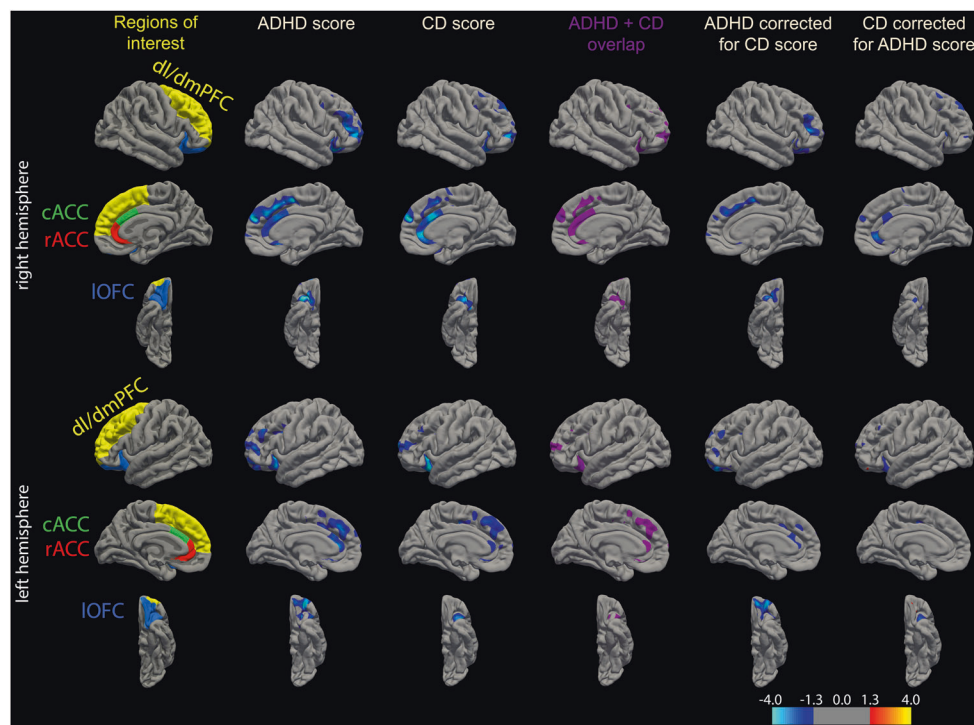 Regions of
interest
ADHD score
CD score
ADHD + CD
overlap
ADHD corrected
for CD score
CD corrected
for ADHD score
right hemisphere
dl/dmPFC
cACC
rACC
lOFC
left hemisphere
dl/dmPFC
cACC
rACC
lOFC
-4.0 -1.3 0.0 1.3 4.0